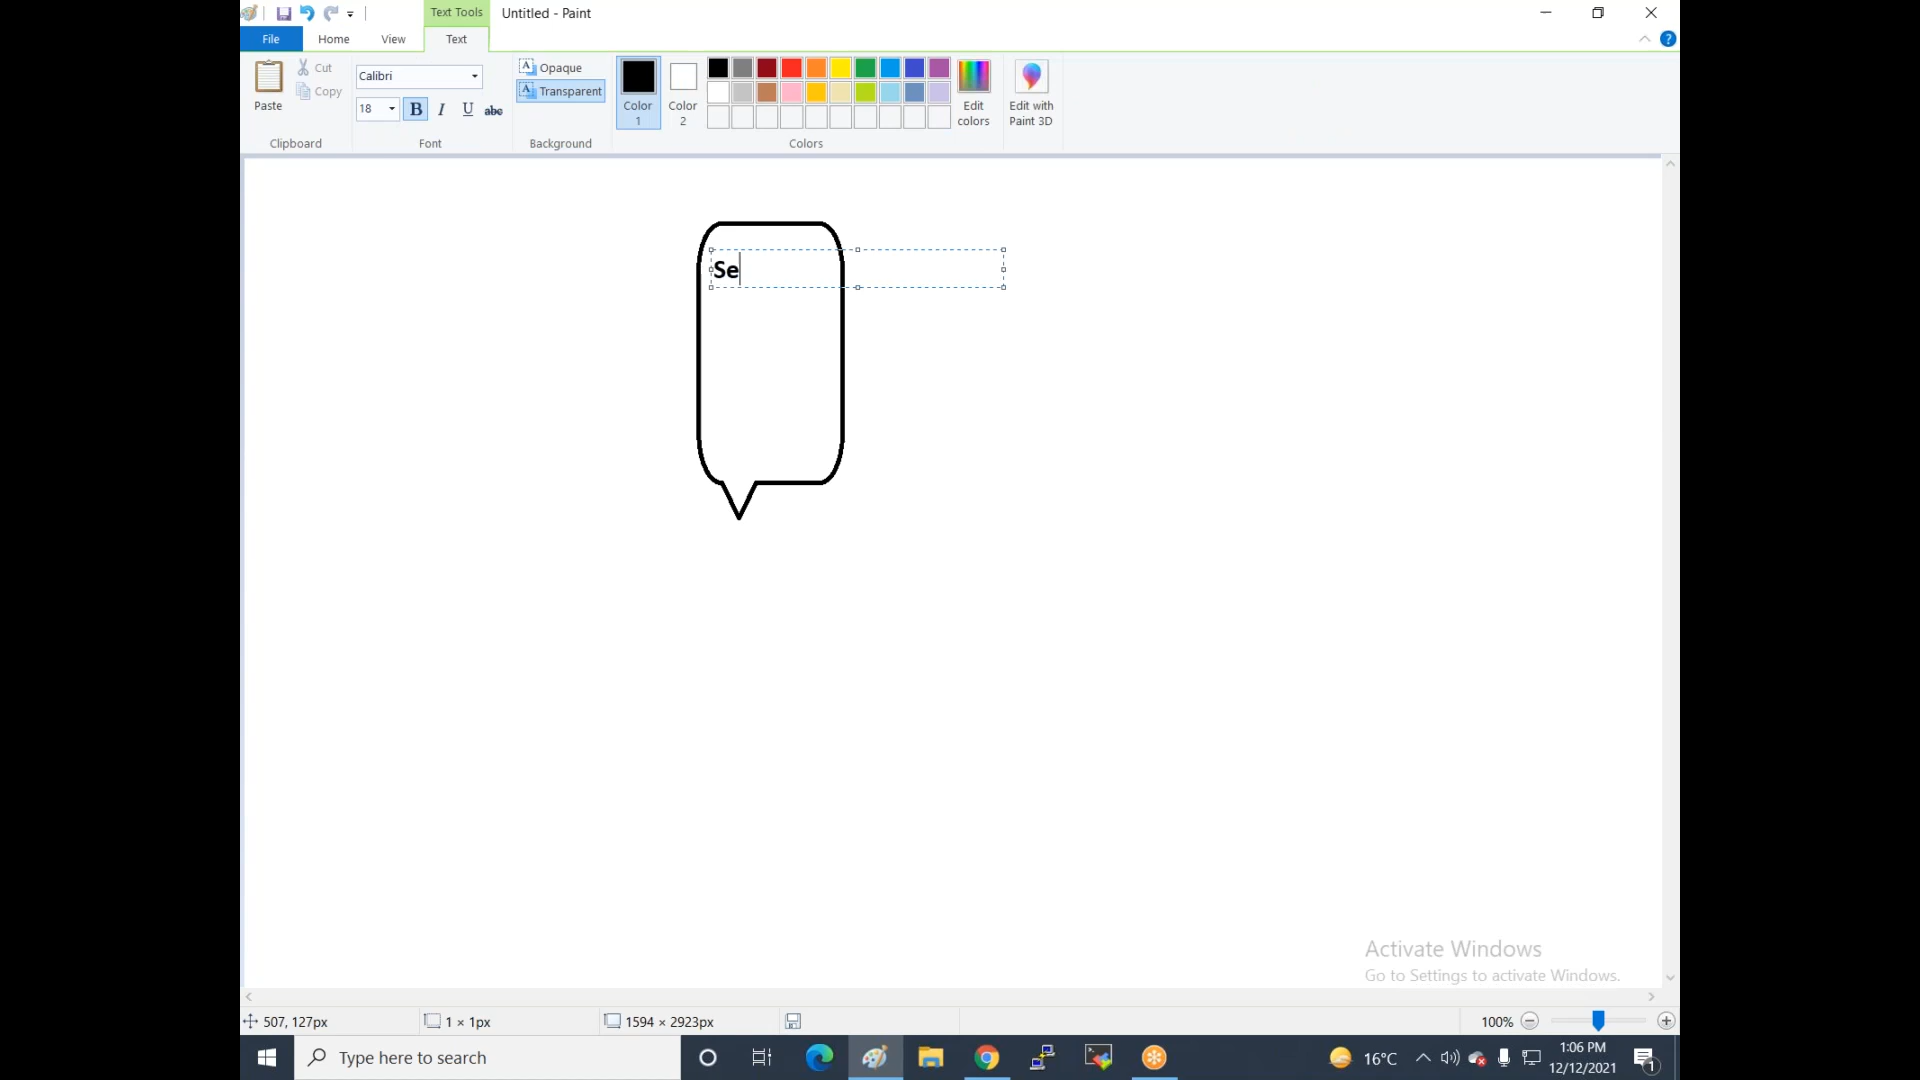 Text Tools
Untitled - Paint
File
Home
View
Text
?
Paste
Cut
Copy
Clipboard
Calibri
18
B
I
U
abc
Font
A Opaque
A Transparent
Background
Color 1
Color 2
Colors
Edit colors
Edit with Paint 3D
Se
Activate Windows
Go to Settings to activate Windows.
507, 127px
1 × 1px
1594 × 2923px
100%
Type here to search
16°C
1:06 PM
12/12/2021
1